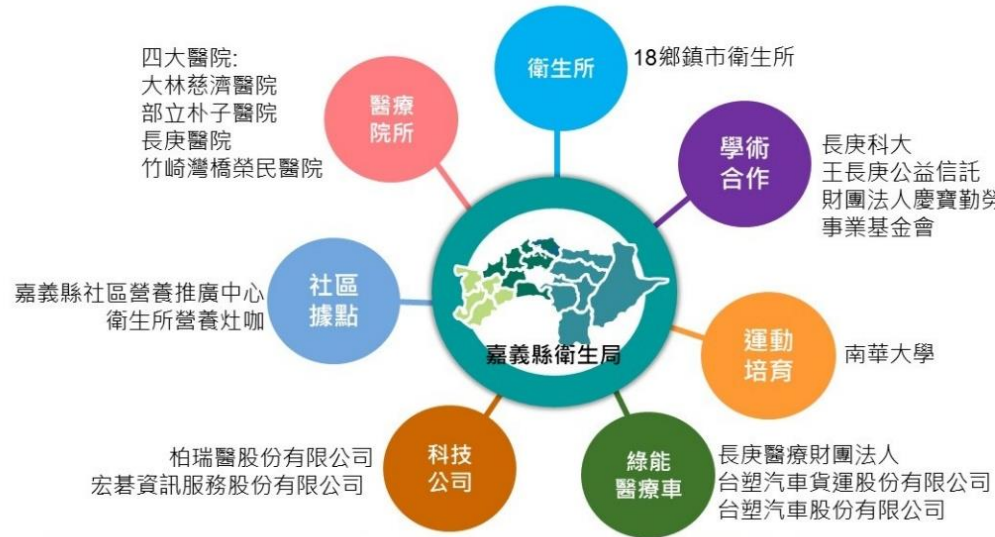 四大醫院:
大林慈濟醫院
部立朴子醫院
長庚醫院
竹崎灣橋榮民醫院
醫療
院所
衛生所
18鄉鎮市衛生所
學術
合作
長庚科大
王長庚公益信託
財團法人慶寶勤勞
事業基金會
嘉義縣社區營養推廣中心
衛生所營養灶咖
社區
據點
嘉義縣衛生局
運動
培育
南華大學
柏瑞醫股份有限公司
宏碁資訊服務股份有限公司
科技
公司
綠能
醫療車
長庚醫療財團法人
台塑汽車貨運股份有限公司
台塑汽車股份有限公司